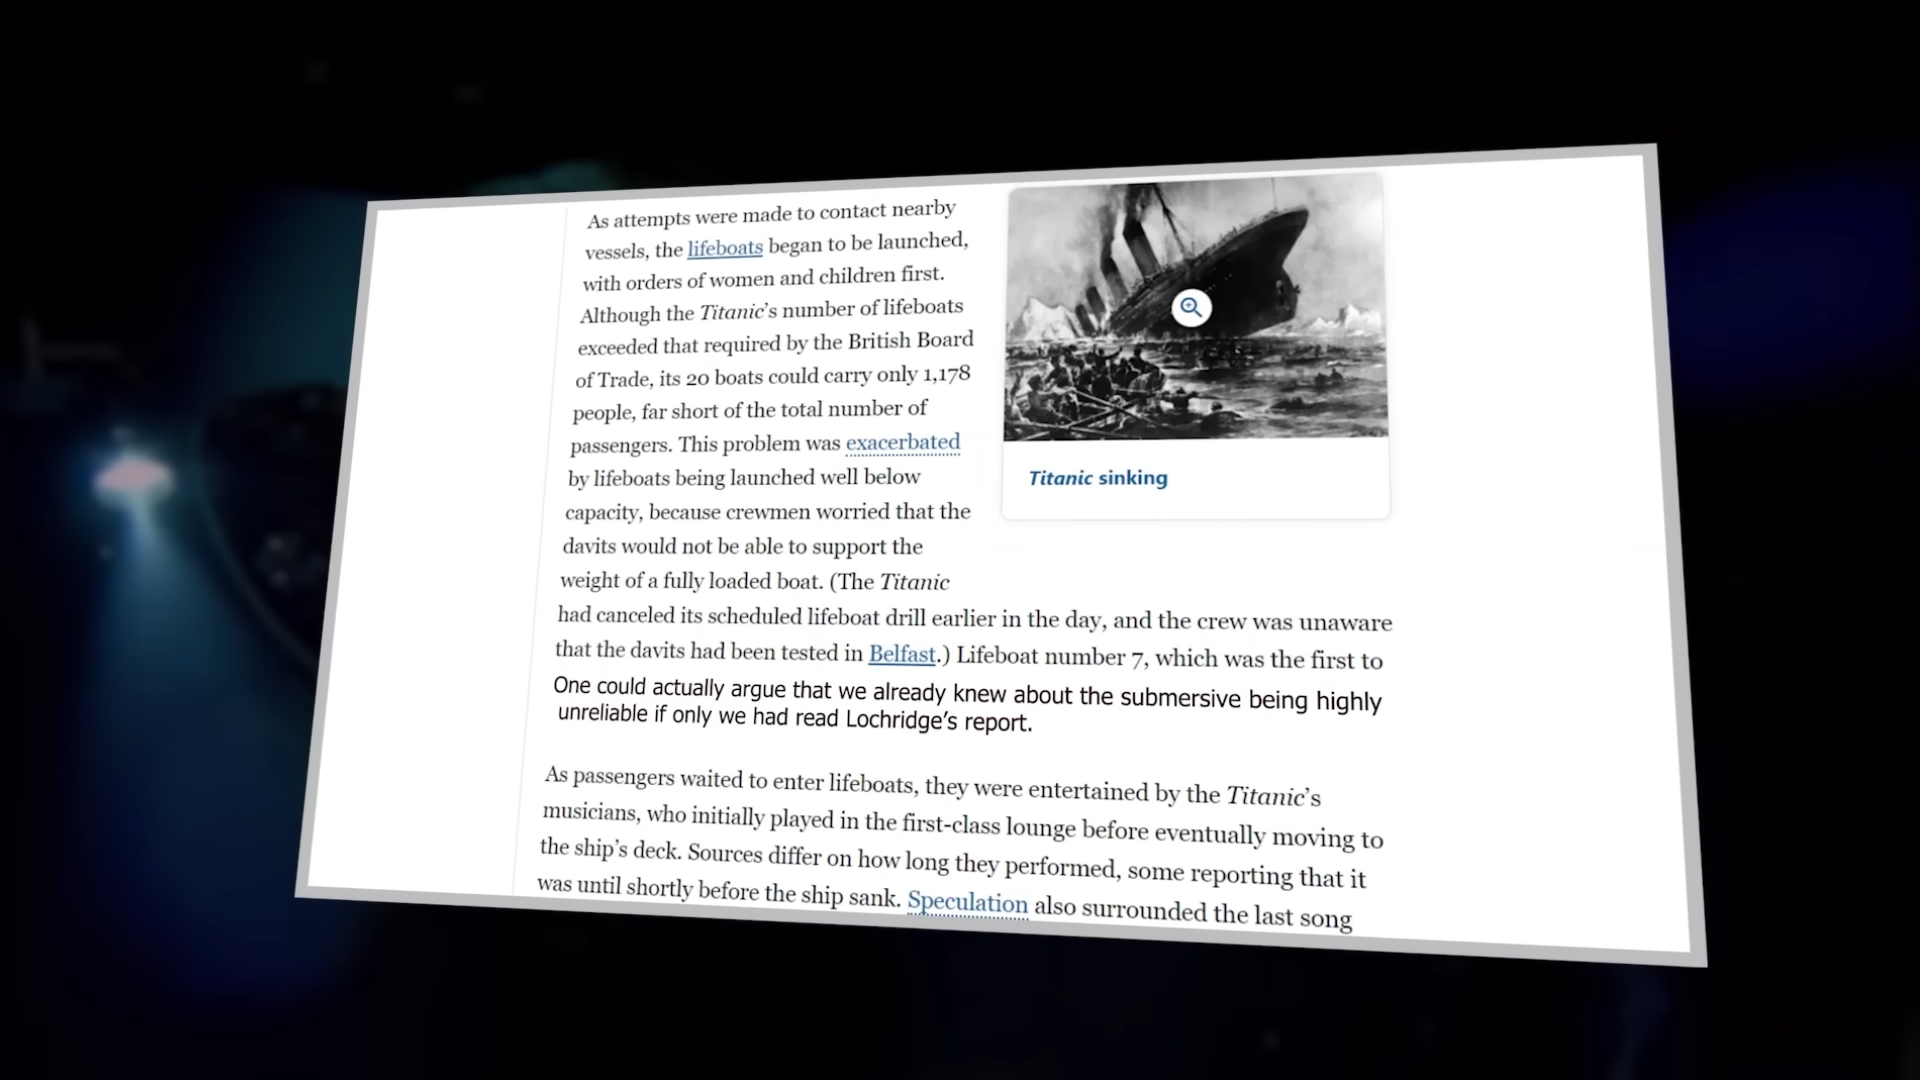 As attempts were made to contact nearby
vessels, the lifeboats began to be launched,
with orders of women and children first.
Although the Titanic’s number of lifeboats
exceeded that required by the British Board
of Trade, its 20 boats could carry only 1,178
people, far short of the total number of
passengers. This problem was exacerbated
by lifeboats being launched well below
capacity, because crewmen worried that the
davits would not be able to support the
weight of a fully loaded boat. (The Titanic
had canceled its scheduled lifeboat drill earlier in the day, and the crew was unaware
that the davits had been tested in Belfast.) Lifeboat number 7, which was the first to
One could actually argue that we already knew about the submersive being highly
unreliable if only we had read Lochridge’s report.
As passengers waited to enter lifeboats, they were entertained by the Titanic’s
musicians, who initially played in the first-class lounge before eventually moving to
the ship’s deck. Sources differ on how long they performed, some reporting that it
was until shortly before the ship sank. Speculation also surrounded the last song
Titanic sinking